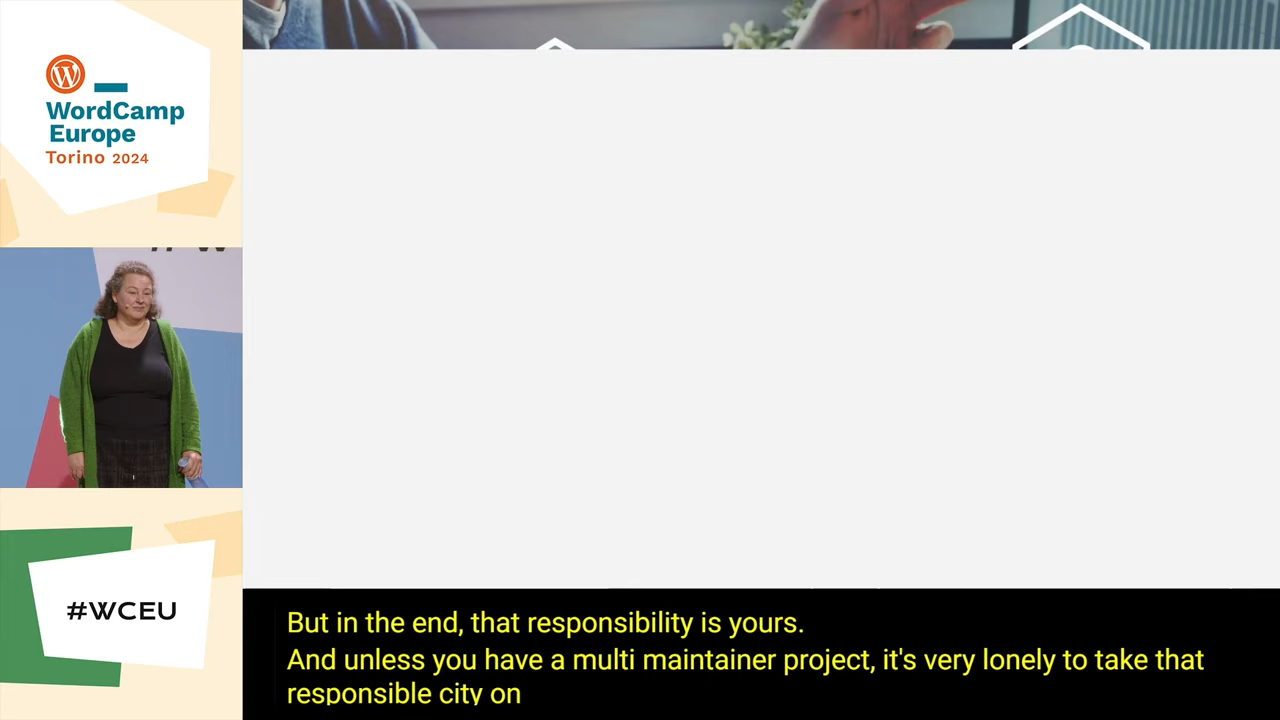 WordCamp
Europe
Torino 2024
#WCEU
But in the end, that responsibility is yours.
And unless you have a multi maintainer project, it's very lonely to take that
responsible city on